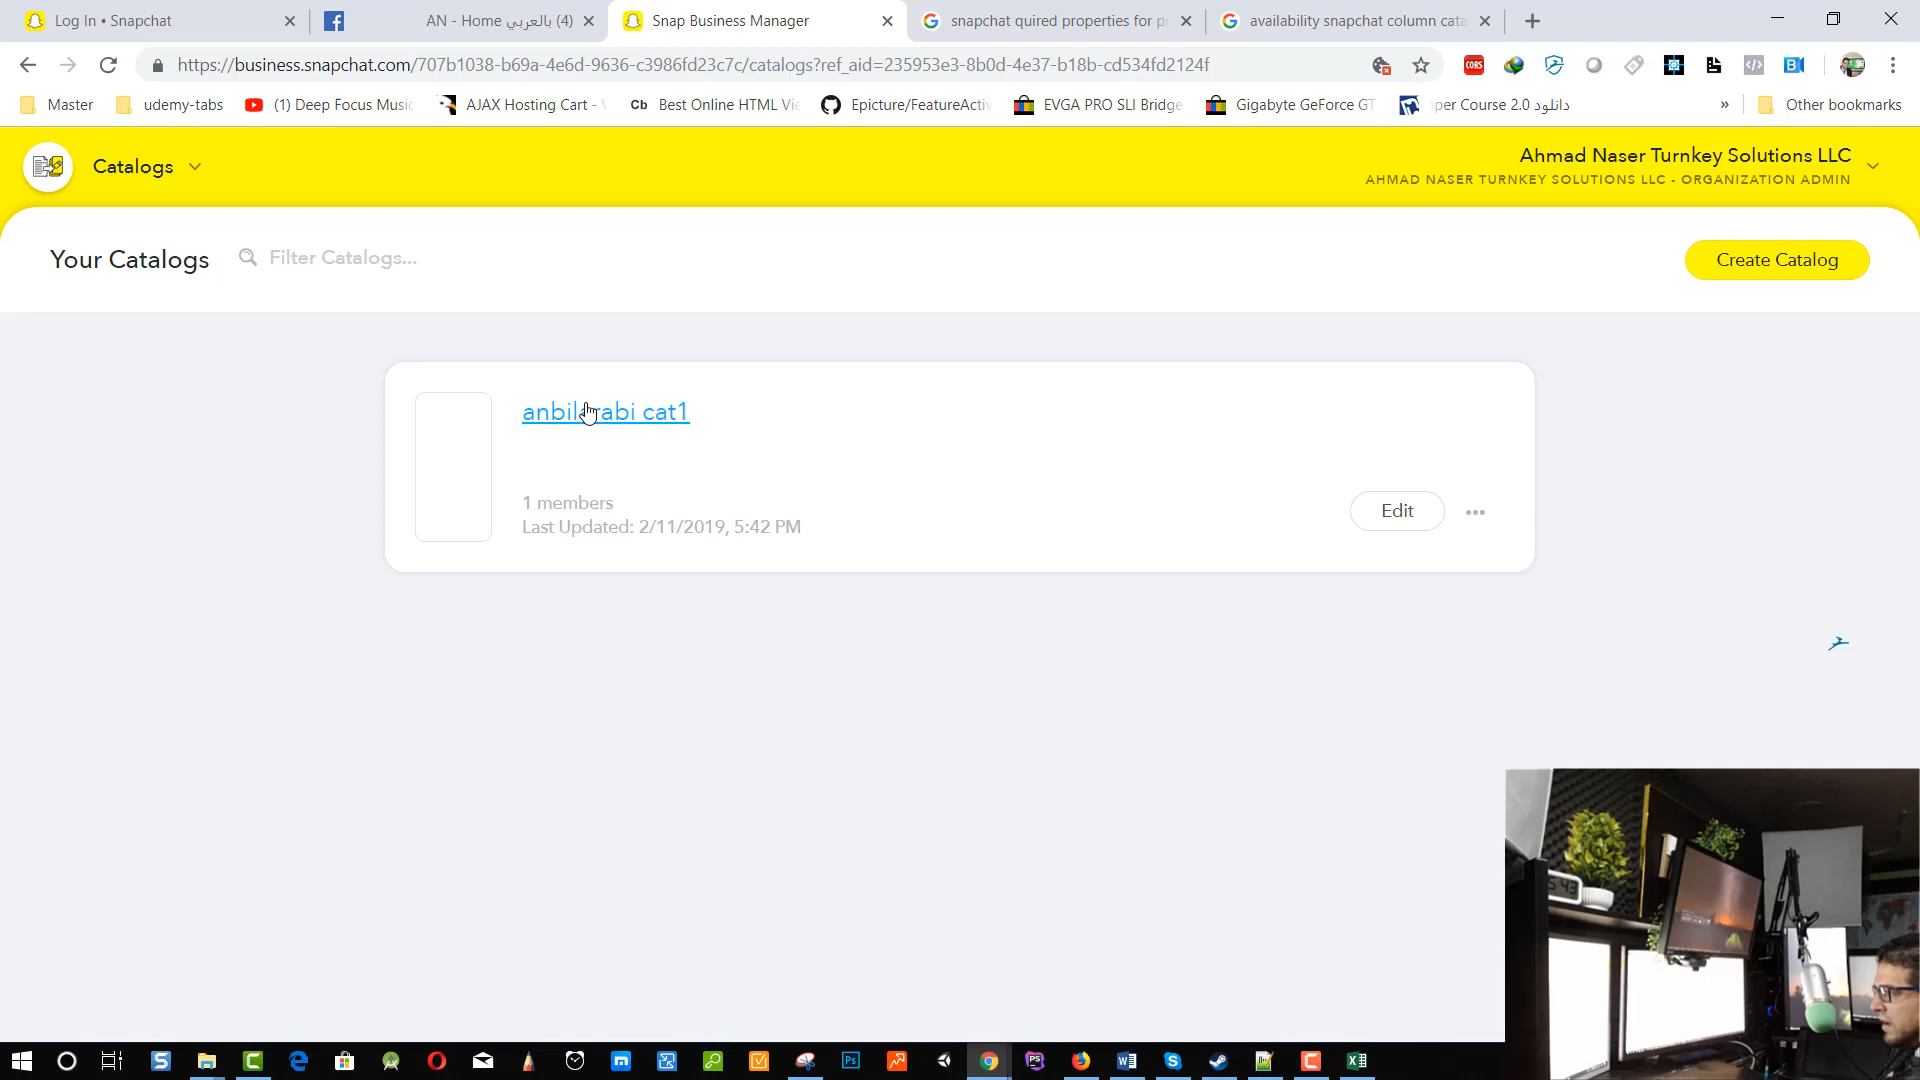 Log In • Snapchat
(4) بالعربي AN - Home
Snap Business Manager
snapchat quired properties for p
availability snapchat column cata
https://business.snapchat.com/707b1038-b69a-4e6d-9636-c3986fd23c7c/catalogs?ref_aid=235953e3-8b0d-4e37-b18b-cd534fd2124f
CORS
Master
udemy-tabs
(1) Deep Focus Music
AJAX Hosting Cart -
Cb Best Online HTML Vi
Epicture/FeatureActiv
EVGA PRO SLI Bridge
Gigabyte GeForce GT
دانلود per Course 2.0
»
Other bookmarks
Catalogs
Ahmad Naser Turnkey Solutions LLC
AHMAD NASER TURNKEY SOLUTIONS LLC - ORGANIZATION ADMIN
Your Catalogs
Filter Catalogs...
Create Catalog
anbilarabi cat1
1 members
Last Updated: 2/11/2019, 5:42 PM
Edit